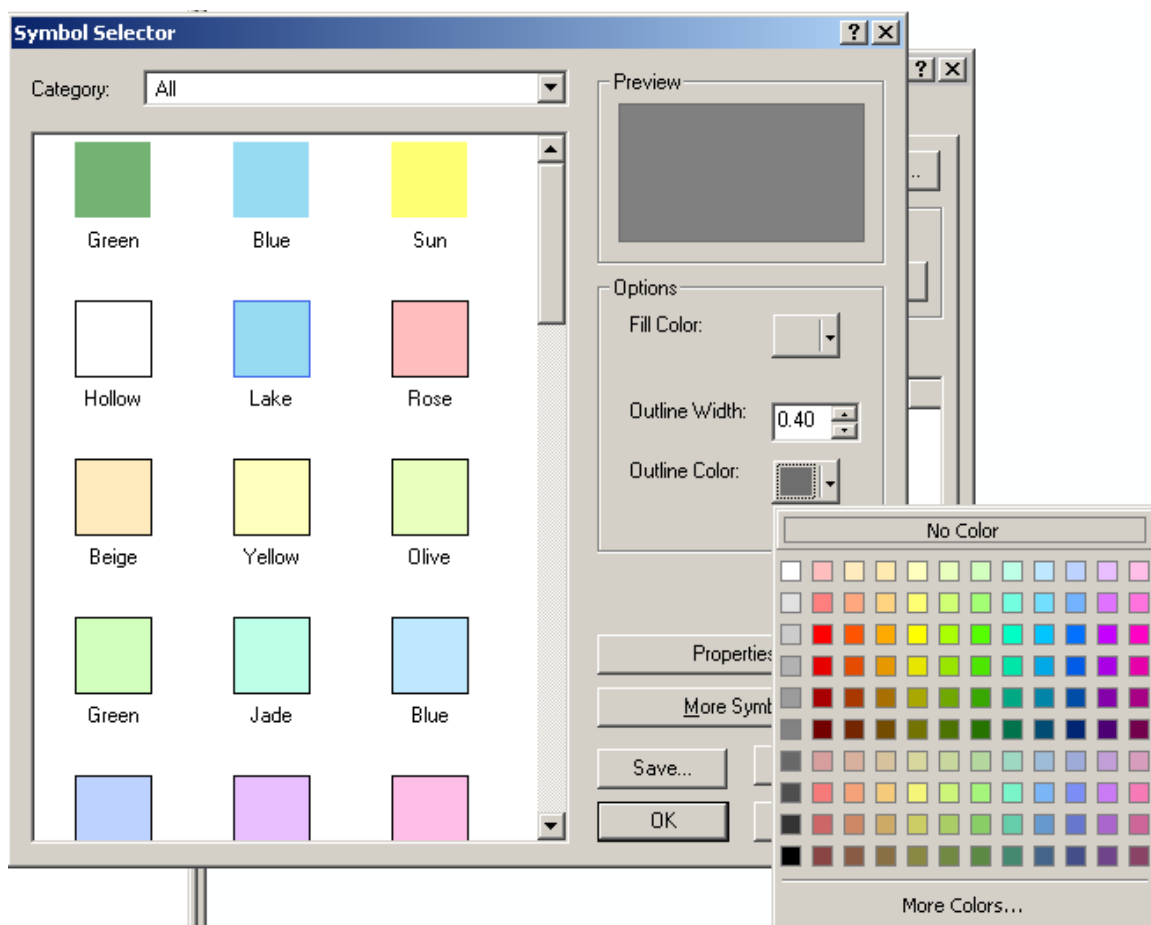 Symbol Selector
Category: All
Green Blue Sun
Hollow Lake Rose
Beige Yellow Olive
Green Jade Blue
Preview
Options
Fill Color:
Outline Width: 0.40
Outline Color:
No Color
More Colors...
Properties
More Symb
Save...
OK
..